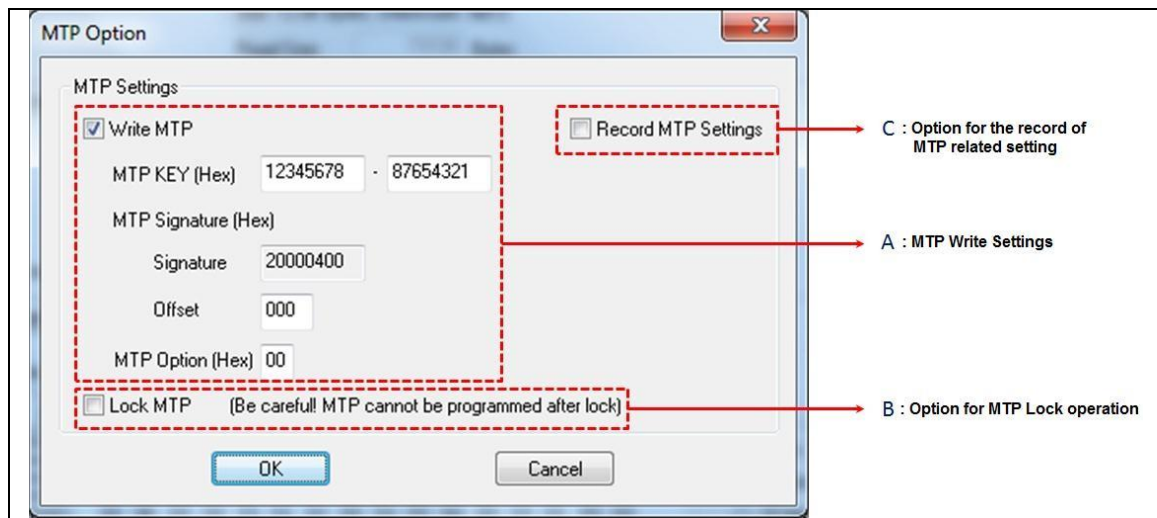 MTP Option
MTP Settings
Write MTP
Record MTP Settings
C : Option for the record of
MTP related setting
MTP KEY (Hex) 12345678 - 87654321
MTP Signature (Hex)
A : MTP Write Settings
Signature 20000400
Offset 000
MTP Option (Hex) 00
Lock MTP (Be careful! MTP cannot be programmed after lock)
B : Option for MTP Lock operation
OK
Cancel